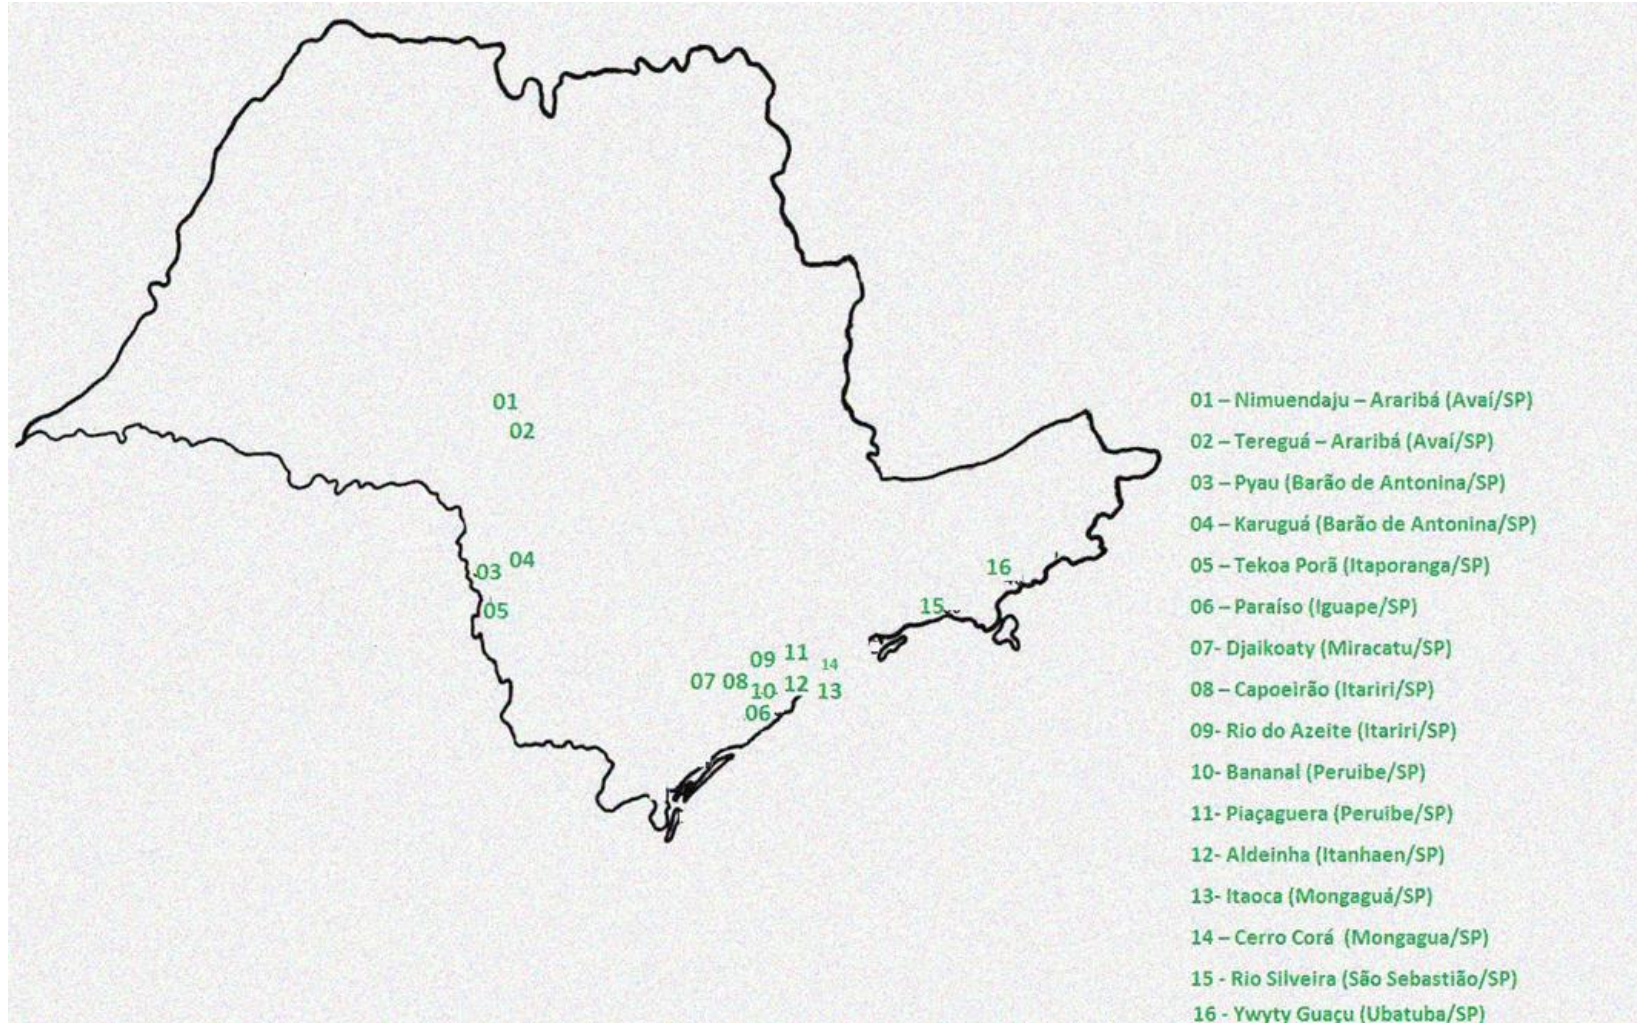 01
02
03
04
05
16
15
09
11
14
07
08
10
12
13
06
01 – Nimuendaju – Araribá (Avaí/SP)
02 – Tereguá – Araribá (Avaí/SP)
03 – Pyau (Barão de Antonina/SP)
04 – Karuguá (Barão de Antonina/SP)
05 – Tekoa Porã (Itaporanga/SP)
06 – Paraíso (Iguape/SP)
07- Djaikoaty (Miracatu/SP)
08 – Capoeirão (Itariri/SP)
09- Rio do Azeite (Itariri/SP)
10- Bananal (Peruibe/SP)
11- Piaçaguera (Peruibe/SP)
12- Aldeinha (Itanhaen/SP)
13- Itaoca (Mongaguá/SP)
14 – Cerro Corá (Mongagua/SP)
15 - Rio Silveira (São Sebastião/SP)
16 - Ywyty Guaçu (Ubatuba/SP)